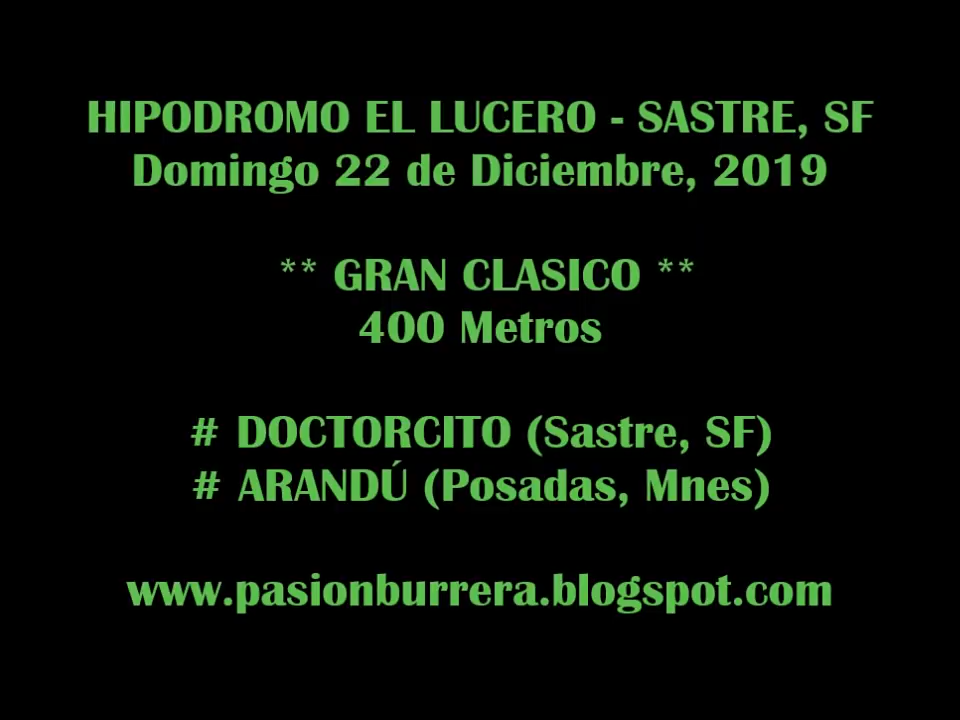 HIPODROMO EL LUCERO - SASTRE, SF
Domingo 22 de Diciembre, 2019
** GRAN CLASICO **
400 Metros
# DOCTORCITO (Sastre, SF)
# ARANDÚ (Posadas, Mnes)
www.pasionburrera.blogspot.com